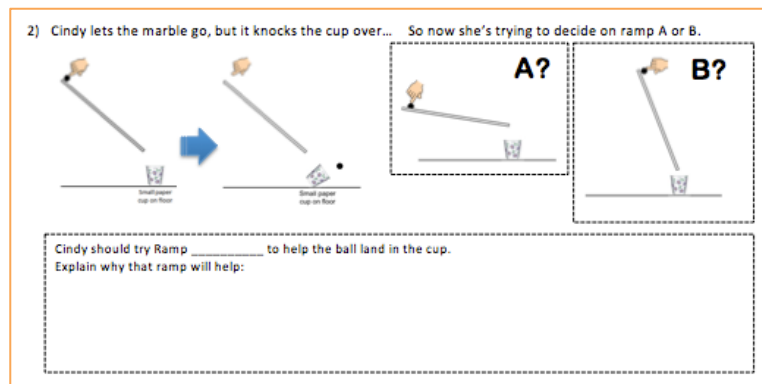 2) Cindy lets the marble go, but it knocks the cup over... So now she's trying to decide on ramp A or B.
A?
B?
Small paper
cup on floor
Small paper
cup on floor
Cindy should try Ramp __________ to help the ball land in the cup.
Explain why that ramp will help: